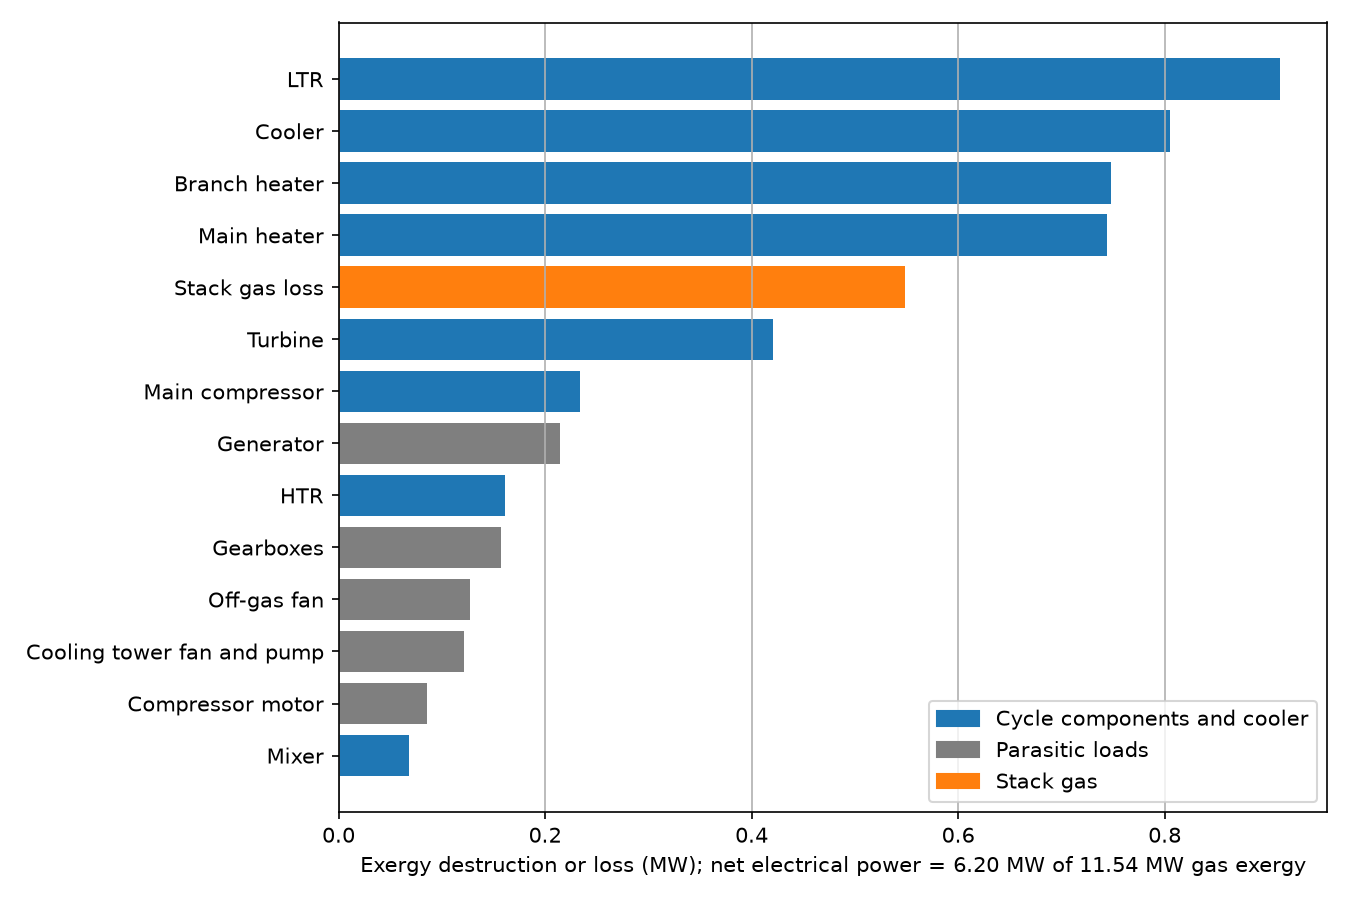 LTR
Cooler
Branch heater
Main heater
Stack gas loss
Turbine
Main compressor
Generator
HTR
Gearboxes
Off-gas fan
Cooling tower fan and pump
Compressor motor
Mixer
Cycle components and cooler
Parasitic loads
Stack gas
0.0 0.2 0.4 0.6 0.8
Exergy destruction or loss (MW); net electrical power = 6.20 MW of 11.54 MW gas exergy